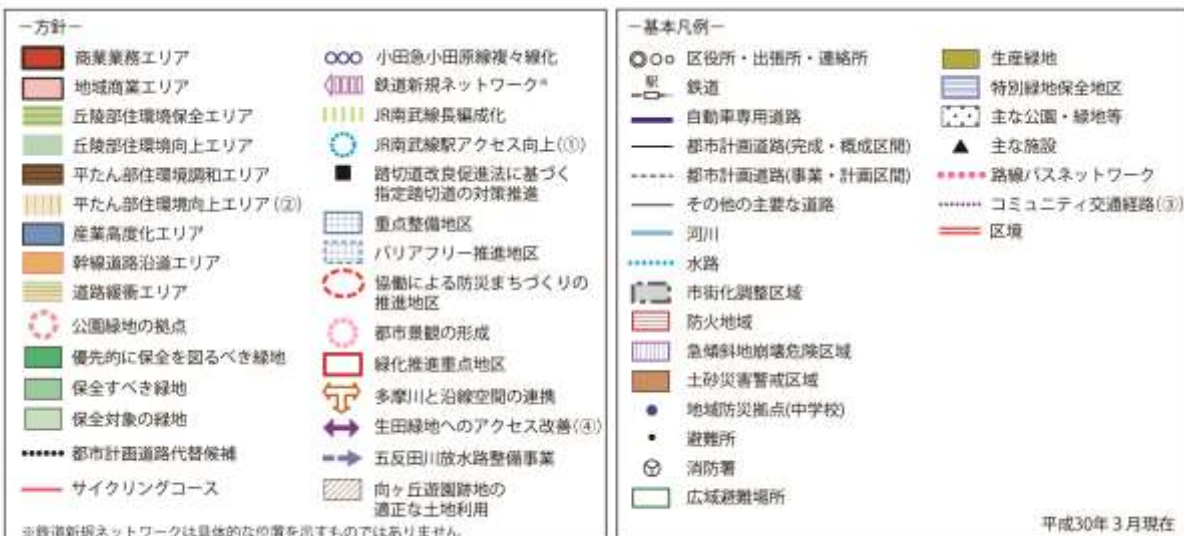 －方針－
商業業務エリア
地域商業エリア
丘陵部住環境保全エリア
丘陵部住環境向上エリア
平たん部住環境調和エリア
平たん部住環境向上エリア(②)
産業高度化エリア
幹線道路沿道エリア
道路緩衝エリア
公園緑地の拠点
優先的に保全を図るべき緑地
保全すべき緑地
保全対象の緑地
都市計画道路代替候補
サイクリングコース
小田急小田原線複々線化
鉄道新規ネットワーク※
JR南武線長編成化
JR南武線駅アクセス向上(①)
踏切道改良促進法に基づく
指定踏切道の対策推進
重点整備地区
バリアフリー推進地区
協働による防災まちづくりの
推進地区
都市景観の形成
緑化推進重点地区
多摩川と沿線空間の連携
生田緑地へのアクセス改善(④)
五反田川放水路整備事業
向ヶ丘遊園跡地の
適正な土地利用
※鉄道新規ネットワークは具体的な位置を示すものではありません
－基本凡例－
区役所・出張所・連絡所
駅
鉄道
自動車専用道路
都市計画道路(完成・概成区間)
都市計画道路(事業・計画区間)
その他の主要な道路
河川
水路
市街化調整区域
防火地域
急傾斜地崩壊危険区域
土砂災害警戒区域
地域防災拠点(中学校)
避難所
消防署
広域避難場所
生産緑地
特別緑地保全地区
主な公園・緑地等
主な施設
路線バスネットワーク
コミュニティ交通経路(③)
区境
平成30年３月現在